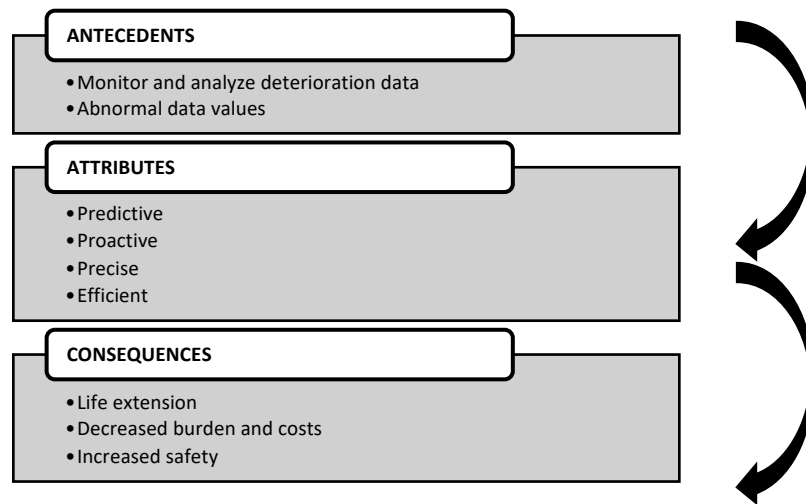 ANTECEDENTS
•Monitor and analyze deterioration data
•Abnormal data values
ATTRIBUTES
•Predictive
•Proactive
•Precise
•Efficient
CONSEQUENCES
•Life extension
•Decreased burden and costs
•Increased safety